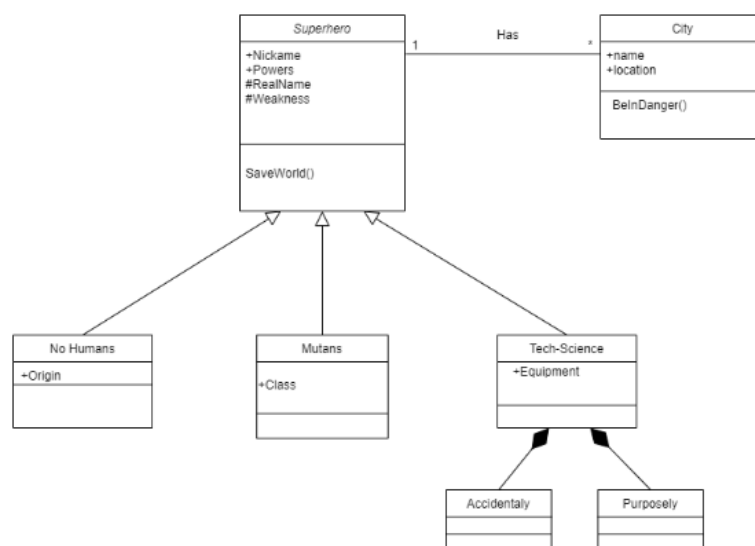 Superhero
+Nickame
+Powers
#RealName
#Weakness
SaveWorld()
1
Has
*
City
+name
+location
BeInDanger()
No Humans
+Origin
Mutans
+Class
Tech-Science
+Equipment
Accidentaly
Purposely